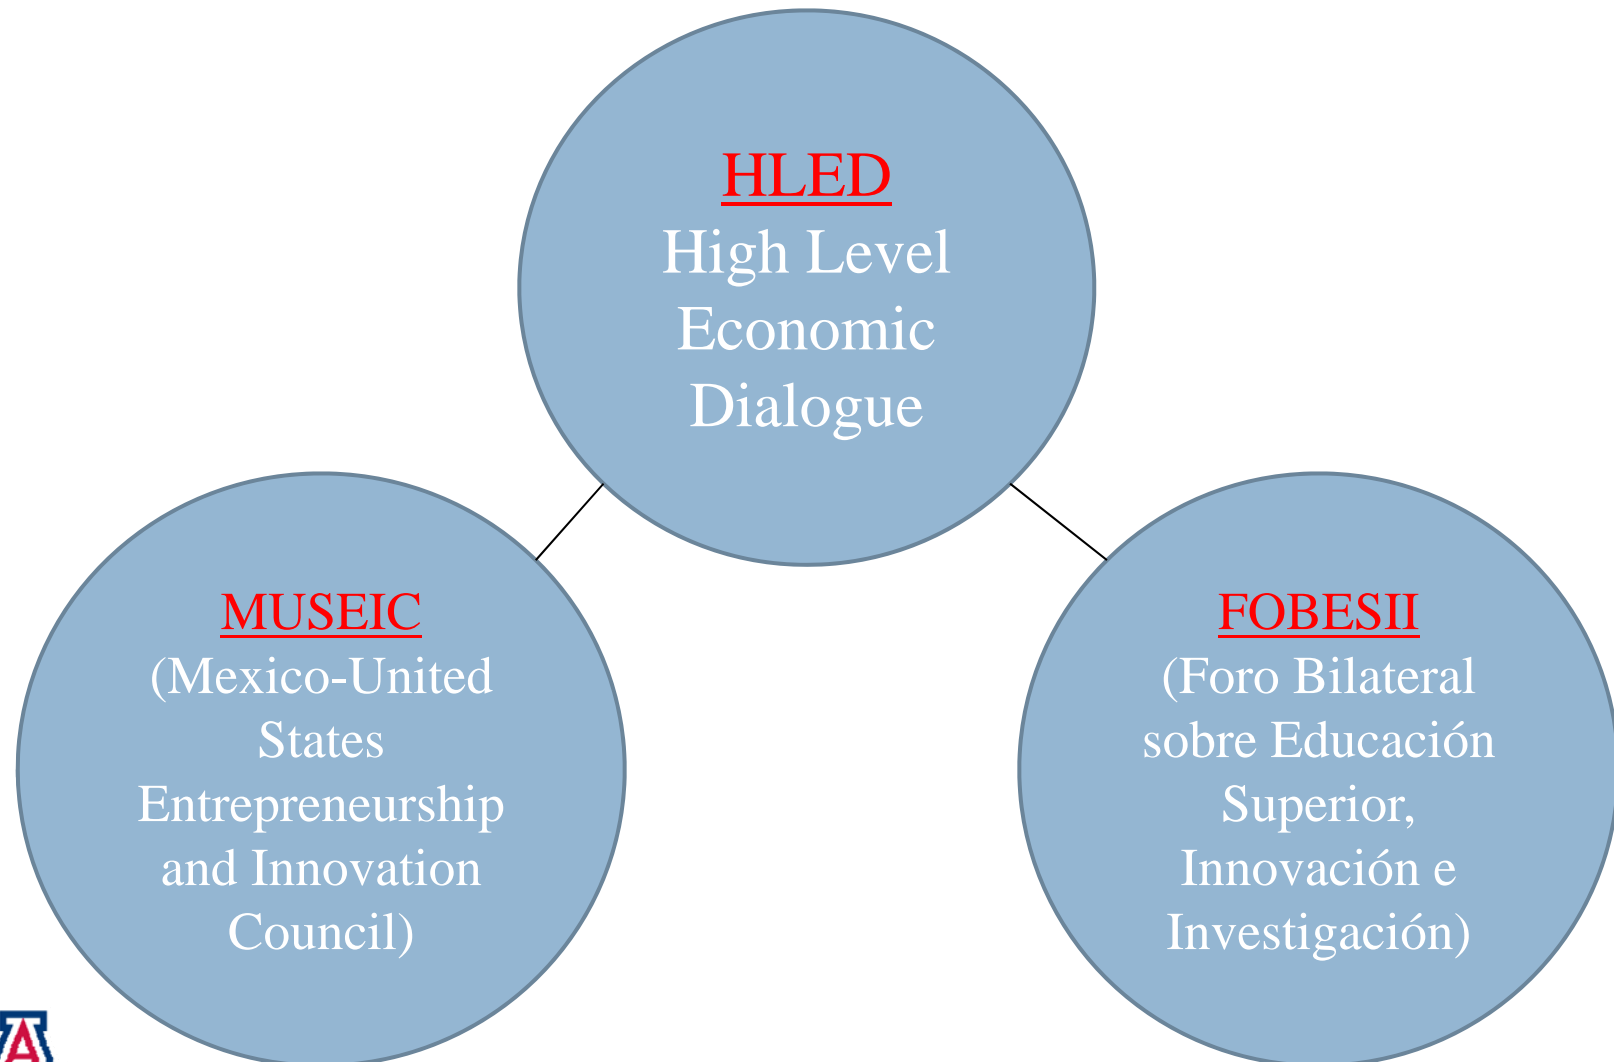 HLED
High Level
Economic
Dialogue
MUSEIC
(Mexico-United
States
Entrepreneurship
and Innovation
Council)
FOBESII
(Foro Bilateral
sobre Educación
Superior,
Innovación e
Investigación)
A